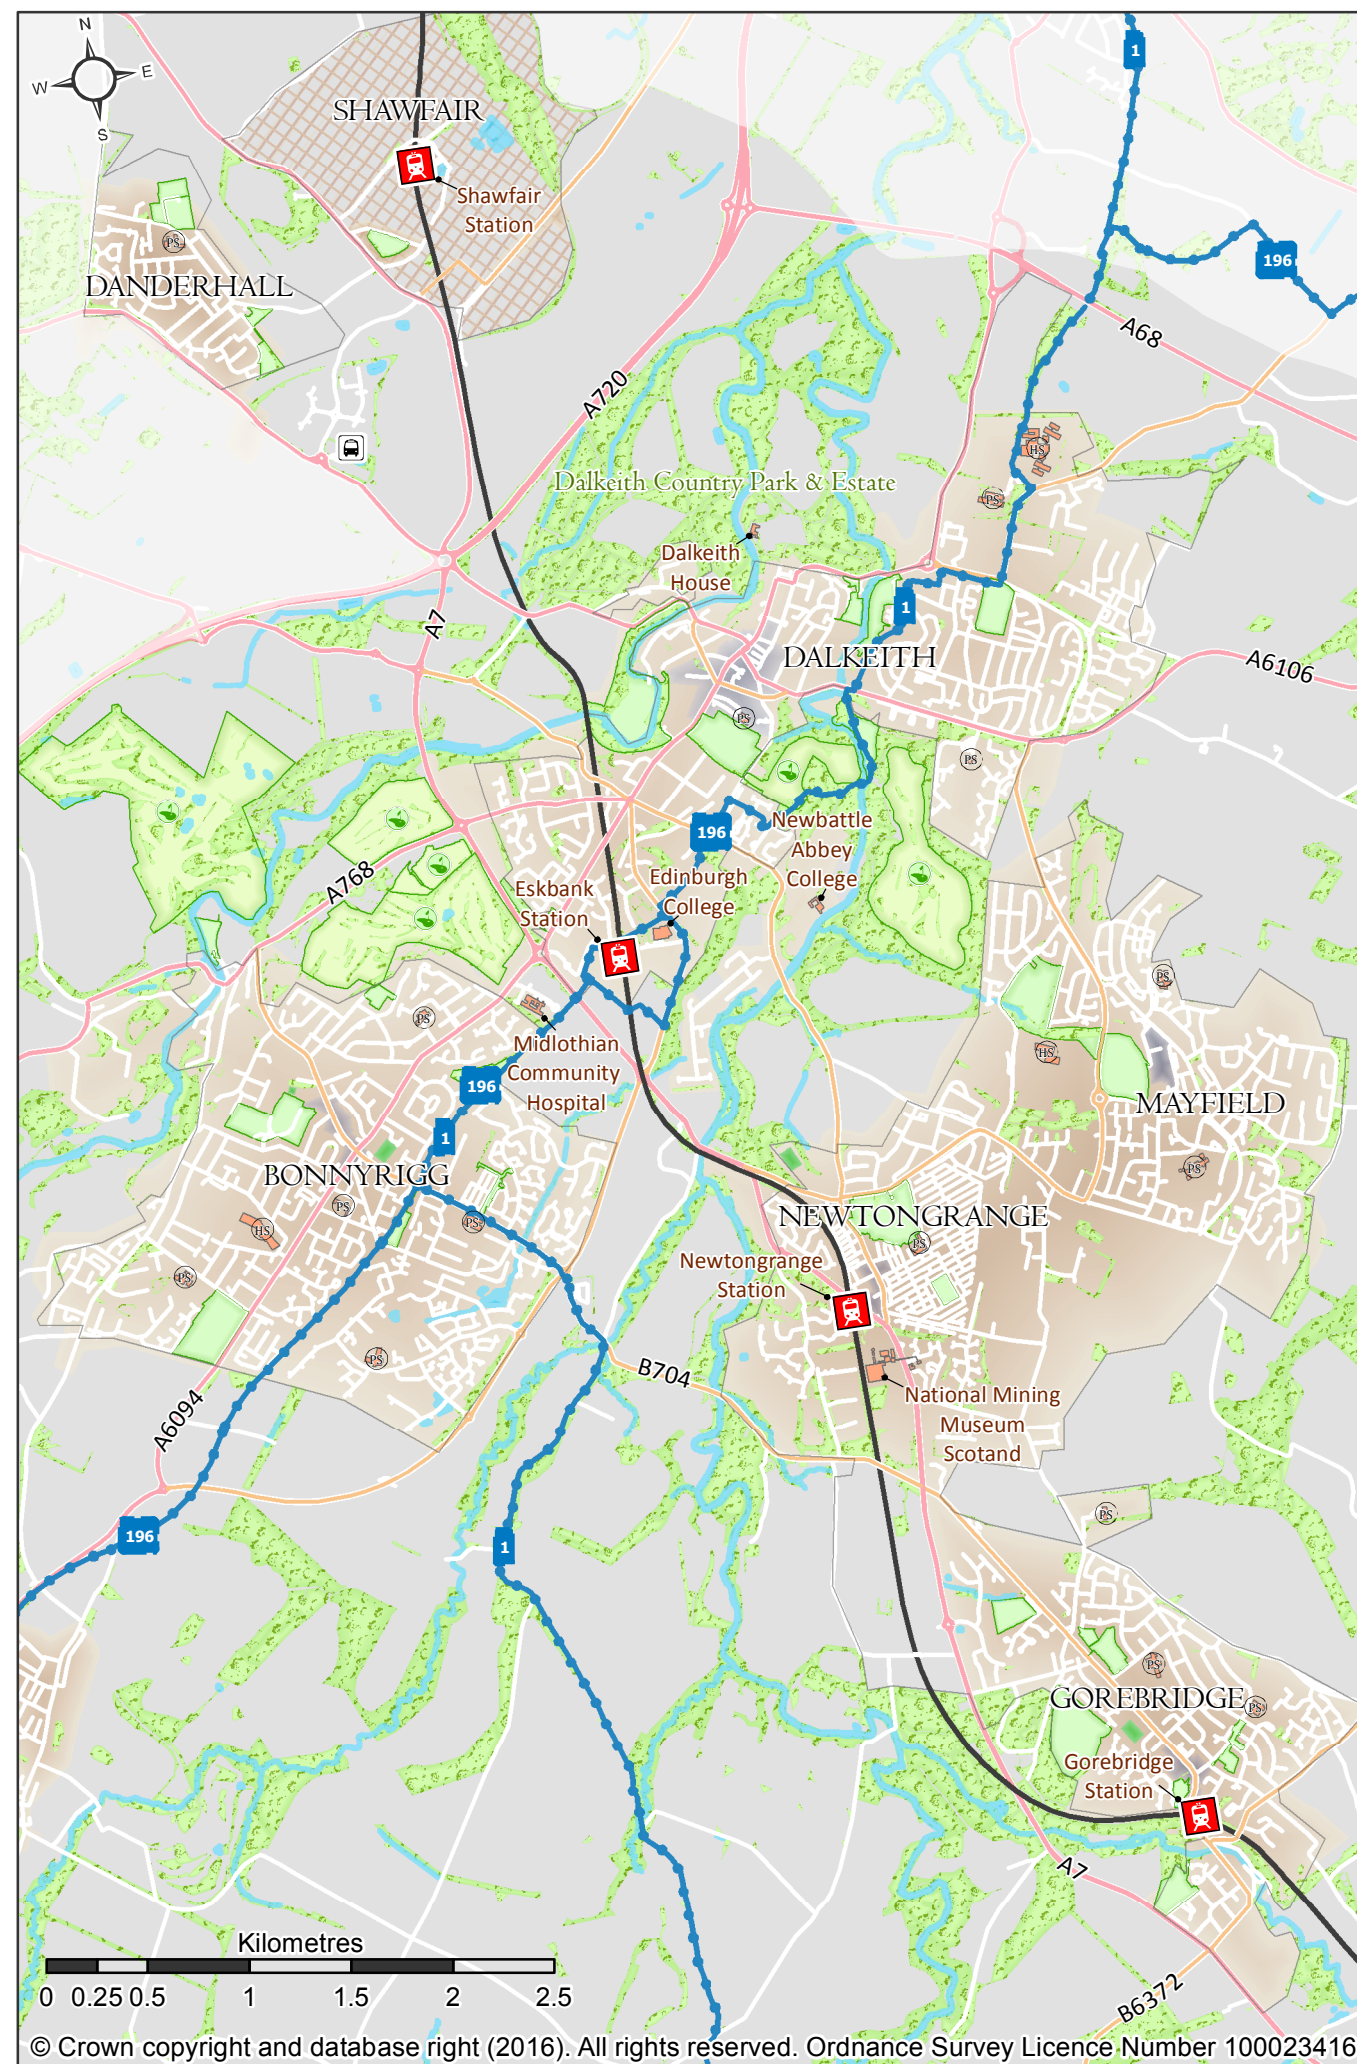 N
W
E
S
1
SHAWFAIR
Shawfair
Station
PS
DANDERHALL
196
A68
A720
HS
PS
Dalkeith Country Park & Estate
Dalkeith
House
1
A7
DALKEITH
A6106
PS
PS
196
Newbattle
Abbey
College
A768
Edinburgh
College
Eskbank
Station
PS
PS
HS
Midlothian
Community
Hospital
196
1
MAYFIELD
PS
BONNYRIGG
PS
PS
HS
PS
PS
NEWTONGRANGE
PS
Newtongrange
Station
B704
National Mining
Museum
Scotand
A6094
196
1
PS
PS
GOREBRIDGE
PS
Gorebridge
Station
A7
B6372
Kilometres
0 0.25 0.5 1 1.5 2 2.5
© Crown copyright and database right (2016). All rights reserved. Ordnance Survey Licence Number 100023416